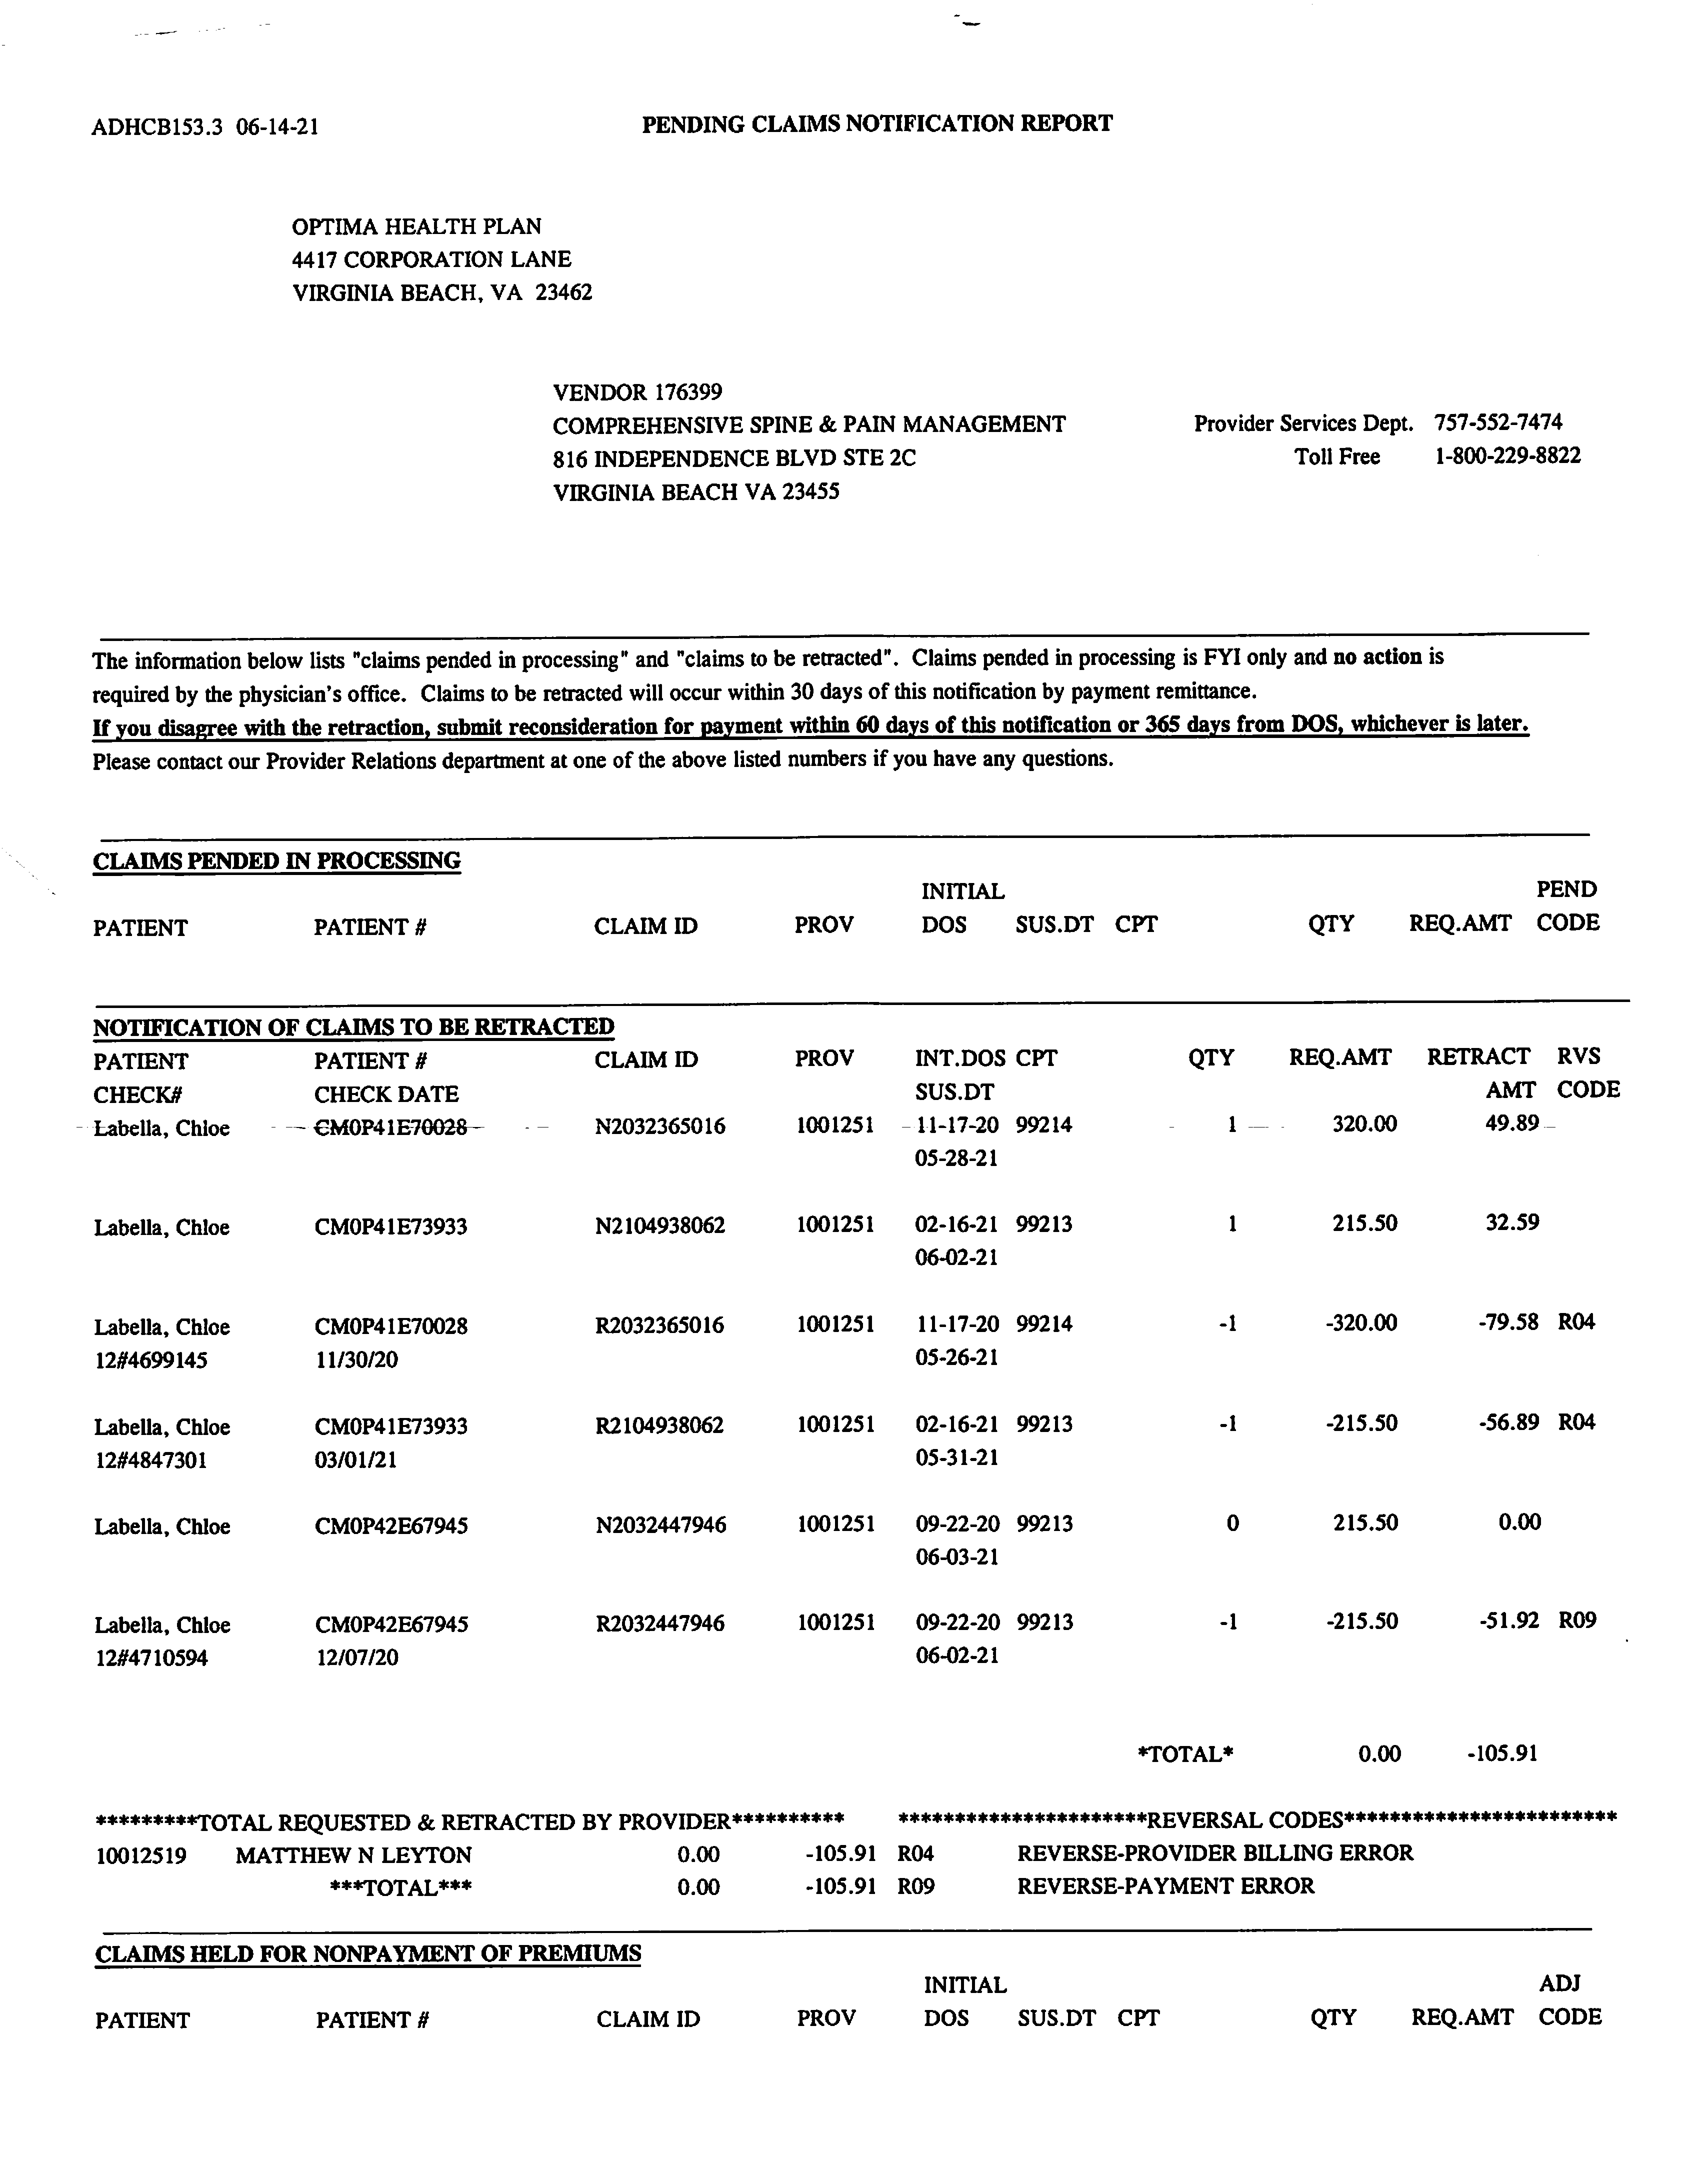 ADHCB153.3 06-14-21 PENDING CLAIMS NOTIFICATION REPORT
OPTIMA HEALTH PLAN
4417 CORPORATION LANE
VIRGINIA BEACH, VA 23462
VENDOR 176399
COMPREHENSIVE SPINE & PAIN MANAGEMENT Provider Services Dept. 757-552-7474
816 INDEPENDENCE BLVD STE 2C Toll Free 1-800-229-8822
VIRGINIA BEACH VA 23455
The information below lists "claims pended in processing" and "claims to be retracted". Claims pended in processing is FYI only and no action is
required by the physician's office. Claims to be retracted will occur within 30 days of this notification by payment remittance.
If you disagree with the retraction, submit reconsideration for payment within 60 days of this notification or 365 days from DOS, whichever is later.
Please contact our Provider Relations department at one of the above listed numbers if you have any questions.
CLAIMS PENDED IN PROCESSING
INITIAL PEND
PATIENT PATIENT # CLAIM ID PROV DOS SUS.DT CPT QTY REQ.AMT CODE
NOTIFICATION OF CLAIMS TO BE RETRACTED
PATIENT PATIENT # CLAIM ID PROV INT.DOS CPT QTY REQ.AMT RETRACT RVS
CHECK# CHECK DATE SUS.DT AMT CODE
Labella, Chloe CM0P41E70028 N2032365016 1001251 11-17-20 99214 1 320.00 49.89
05-28-21
Labella, Chloe CM0P41E73933 N2104938062 1001251 02-16-21 99213 1 215.50 32.59
06-02-21
Labella, Chloe CM0P41E70028 R2032365016 1001251 11-17-20 99214 -1 -320.00 -79.58 R04
12#4699145 11/30/20 05-26-21
Labella, Chloe CM0P41E73933 R2104938062 1001251 02-16-21 99213 -1 -215.50 -56.89 R04
12#4847301 03/01/21 05-31-21
Labella, Chloe CM0P42E67945 N2032447946 1001251 09-22-20 99213 0 215.50 0.00
06-03-21
Labella, Chloe CM0P42E67945 R2032447946 1001251 09-22-20 99213 -1 -215.50 -51.92 R09
12#4710594 12/07/20 06-02-21
*TOTAL* 0.00 -105.91
*********TOTAL REQUESTED & RETRACTED BY PROVIDER********** **********************REVERSAL CODES************************
10012519 MATTHEW N LEYTON 0.00 -105.91 R04 REVERSE-PROVIDER BILLING ERROR
***TOTAL*** 0.00 -105.91 R09 REVERSE-PAYMENT ERROR
CLAIMS HELD FOR NONPAYMENT OF PREMIUMS
INITIAL ADJ
PATIENT PATIENT # CLAIM ID PROV DOS SUS.DT CPT QTY REQ.AMT CODE